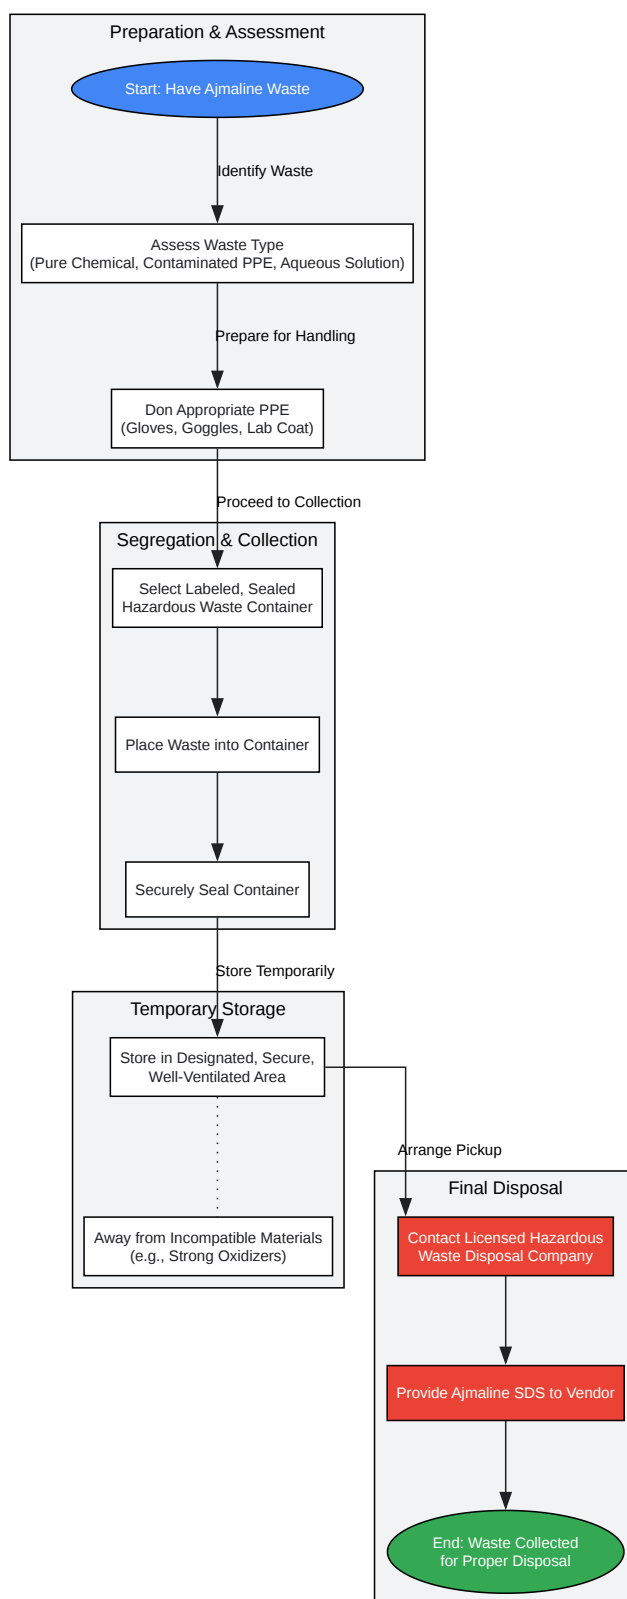 Preparation & Assessment
Start: Have Ajmaline Waste
Identify Waste
Assess Waste Type
(Pure Chemical, Contaminated PPE, Aqueous Solution)
Prepare for Handling
Don Appropriate PPE
(Gloves, Goggles, Lab Coat)
Proceed to Collection
Segregation & Collection
Select Labeled, Sealed
Hazardous Waste Container
Place Waste into Container
Securely Seal Container
Store Temporarily
Temporary Storage
Store in Designated, Secure,
Well-Ventilated Area
Away from Incompatible Materials
(e.g., Strong Oxidizers)
Arrange Pickup
Final Disposal
Contact Licensed Hazardous
Waste Disposal Company
Provide Ajmaline SDS to Vendor
End: Waste Collected
for Proper Disposal